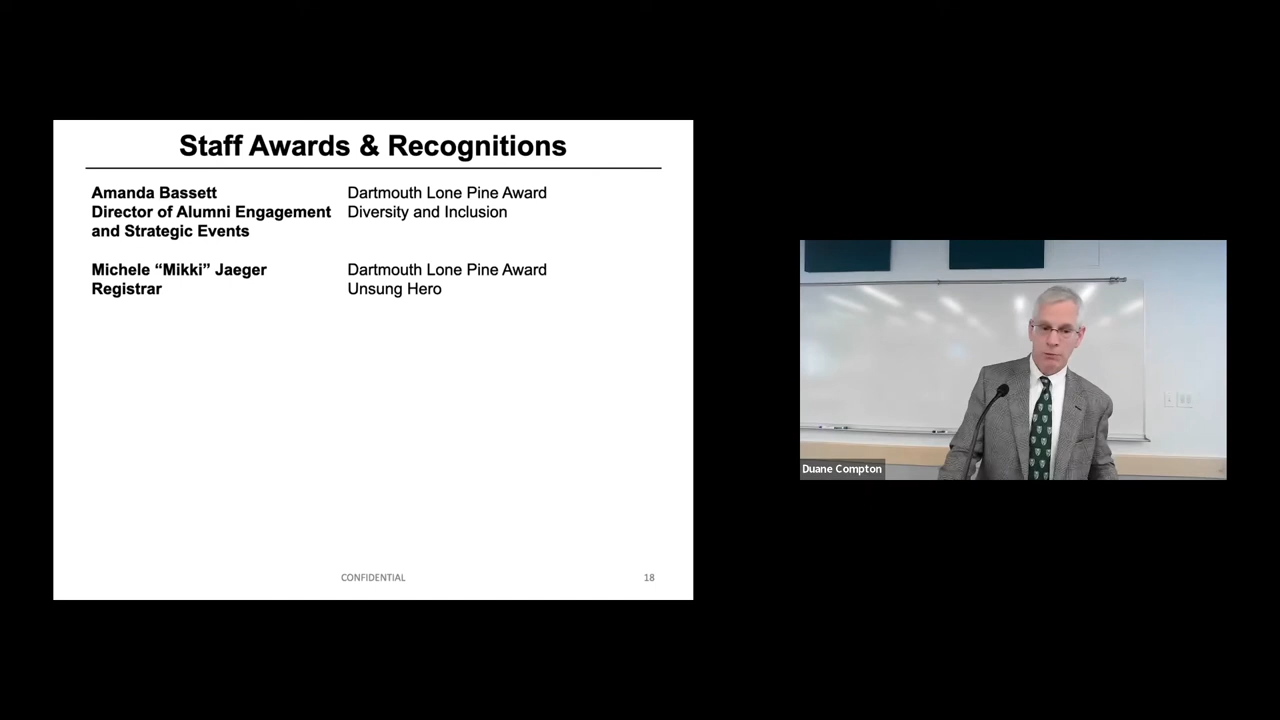 Staff Awards & Recognitions
Amanda Bassett Dartmouth Lone Pine Award
Director of Alumni Engagement Diversity and Inclusion
and Strategic Events
Michele “Mikki” Jaeger Dartmouth Lone Pine Award
Registrar Unsung Hero
CONFIDENTIAL 18
Duane Compton